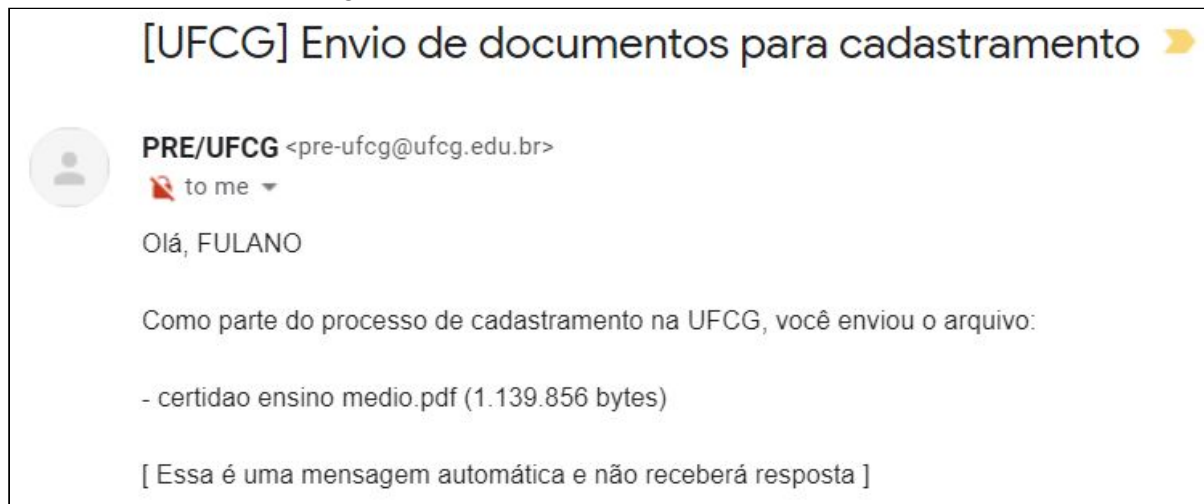 [UFCG] Envio de documentos para cadastramento
PRE/UFCG <pre-ufcg@ufcg.edu.br>
to me
Olá, FULANO
Como parte do processo de cadastramento na UFCG, você enviou o arquivo:
- certidao ensino medio.pdf (1.139.856 bytes)
[ Essa é uma mensagem automática e não receberá resposta ]